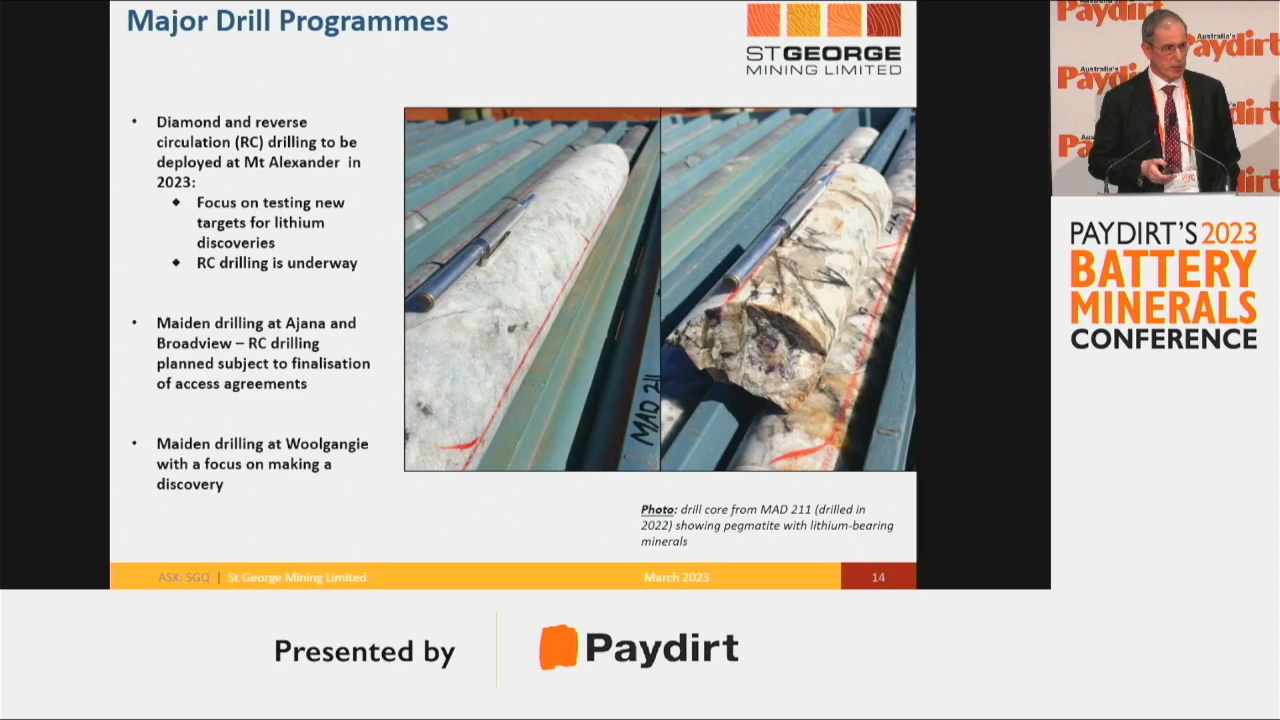 Major Drill Programmes
STGEORGE
MINING LIMITED
• Diamond and reverse
circulation (RC) drilling to be
deployed at Mt Alexander in
2023:
◆ Focus on testing new
targets for lithium
discoveries
◆ RC drilling is underway
• Maiden drilling at Ajana and
Broadview – RC drilling
planned subject to finalisation
of access agreements
• Maiden drilling at Woolgangie
with a focus on making a
discovery
MAD 211
Photo: drill core from MAD 211 (drilled in
2022) showing pegmatite with lithium-bearing
minerals
ASX: SGQ | St George Mining Limited
March 2023
14
Paydirt
Australia's
Paydirt
Australia's
Paydi
PAYDIRT'S 2023
BATTERY
MINERALS
CONFERENCE
Presented by
Paydirt